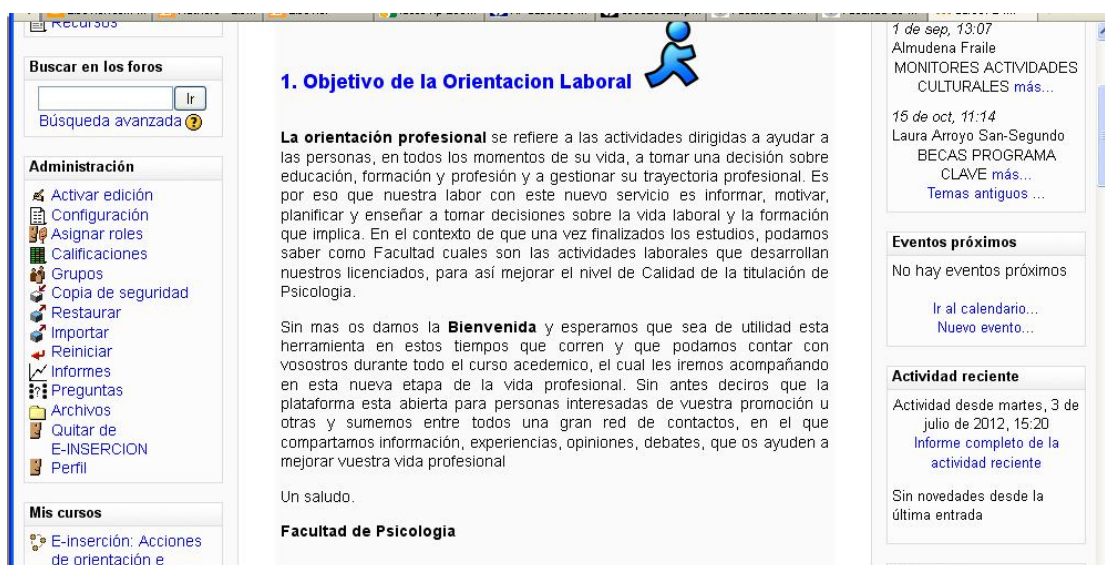 Recursos
Buscar en los foros
Ir
Búsqueda avanzada
Administración
Activar edición
Configuración
Asignar roles
Calificaciones
Grupos
Copia de seguridad
Restaurar
Importar
Reiniciar
Informes
Preguntas
Archivos
Quitar de
E-INSERCION
Perfil
Mis cursos
E-inserción: Acciones
de orientación e
1. Objetivo de la Orientacion Laboral
La orientación profesional se refiere a las actividades dirigidas a ayudar a
las personas, en todos los momentos de su vida, a tomar una decisión sobre
educación, formación y profesión y a gestionar su trayectoria profesional. Es
por eso que nuestra labor con este nuevo servicio es informar, motivar,
planificar y enseñar a tomar decisiones sobre la vida laboral y la formación
que implica. En el contexto de que una vez finalizados los estudios, podamos
saber como Facultad cuales son las actividades laborales que desarrollan
nuestros licenciados, para así mejorar el nivel de Calidad de la titulación de
Psicologia.
Sin mas os damos la Bienvenida y esperamos que sea de utilidad esta
herramienta en estos tiempos que corren y que podamos contar con
vosostros durante todo el curso acedemico, el cual les iremos acompañando
en esta nueva etapa de la vida profesional. Sin antes deciros que la
plataforma esta abierta para personas interesadas de vuestra promoción u
otras y sumemos entre todos una gran red de contactos, en el que
compartamos información, experiencias, opiniones, debates, que os ayuden a
mejorar vuestra vida profesional
Un saludo.
Facultad de Psicologia
1 de sep, 13:07
Almudena Fraile
MONITORES ACTIVIDADES
CULTURALES más...
15 de oct, 11:14
Laura Arroyo San-Segundo
BECAS PROGRAMA
CLAVE más...
Temas antiguos ...
Eventos próximos
No hay eventos próximos
Ir al calendario...
Nuevo evento...
Actividad reciente
Actividad desde martes, 3 de
julio de 2012, 15:20
Informe completo de la
actividad reciente
Sin novedades desde la
última entrada